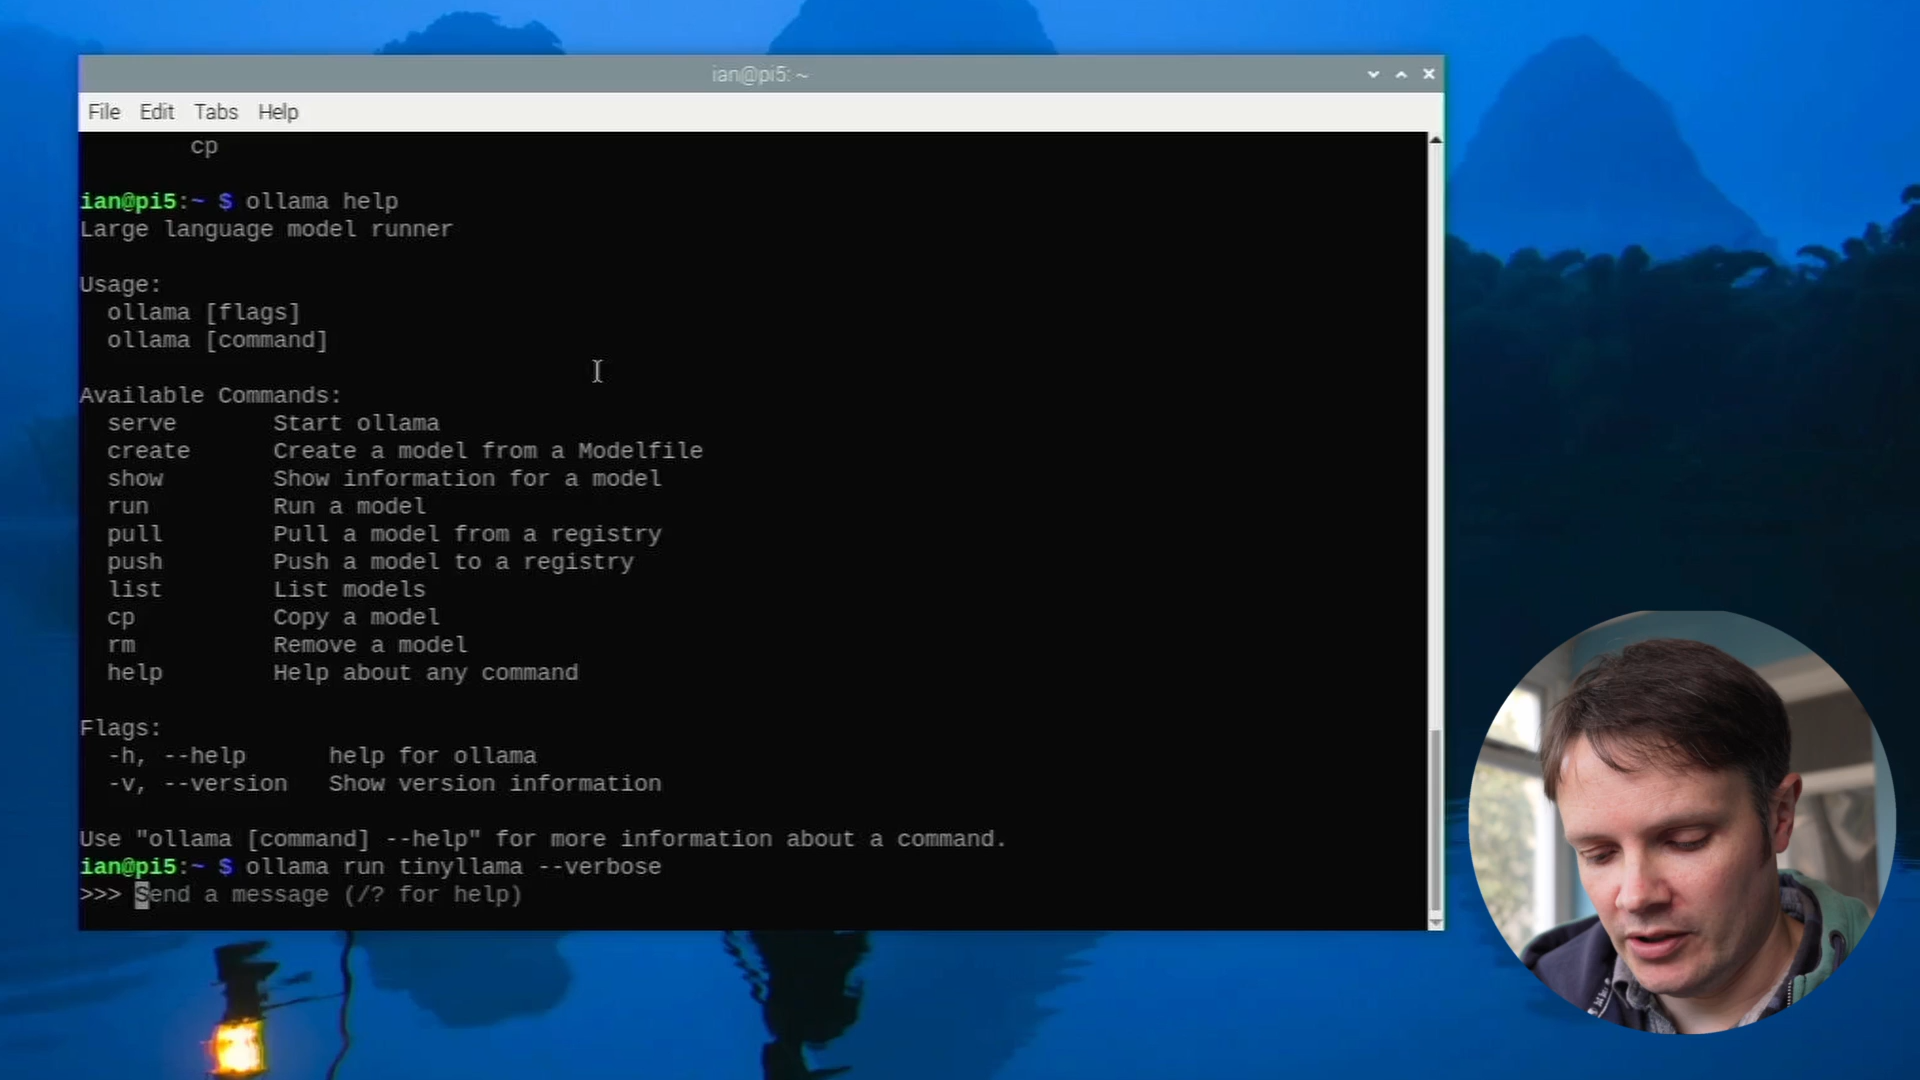 ian@pi5: ~
File Edit Tabs Help
cp
ian@pi5:~ $ ollama help
Large language model runner
Usage:
ollama [flags]
ollama [command]
Available Commands:
serve Start ollama
create Create a model from a Modelfile
show Show information for a model
run Run a model
pull Pull a model from a registry
push Push a model to a registry
list List models
cp Copy a model
rm Remove a model
help Help about any command
Flags:
-h, --help help for ollama
-v, --version Show version information
Use "ollama [command] --help" for more information about a command.
ian@pi5:~ $ ollama run tinyllama --verbose
>>> Send a message (/? for help)